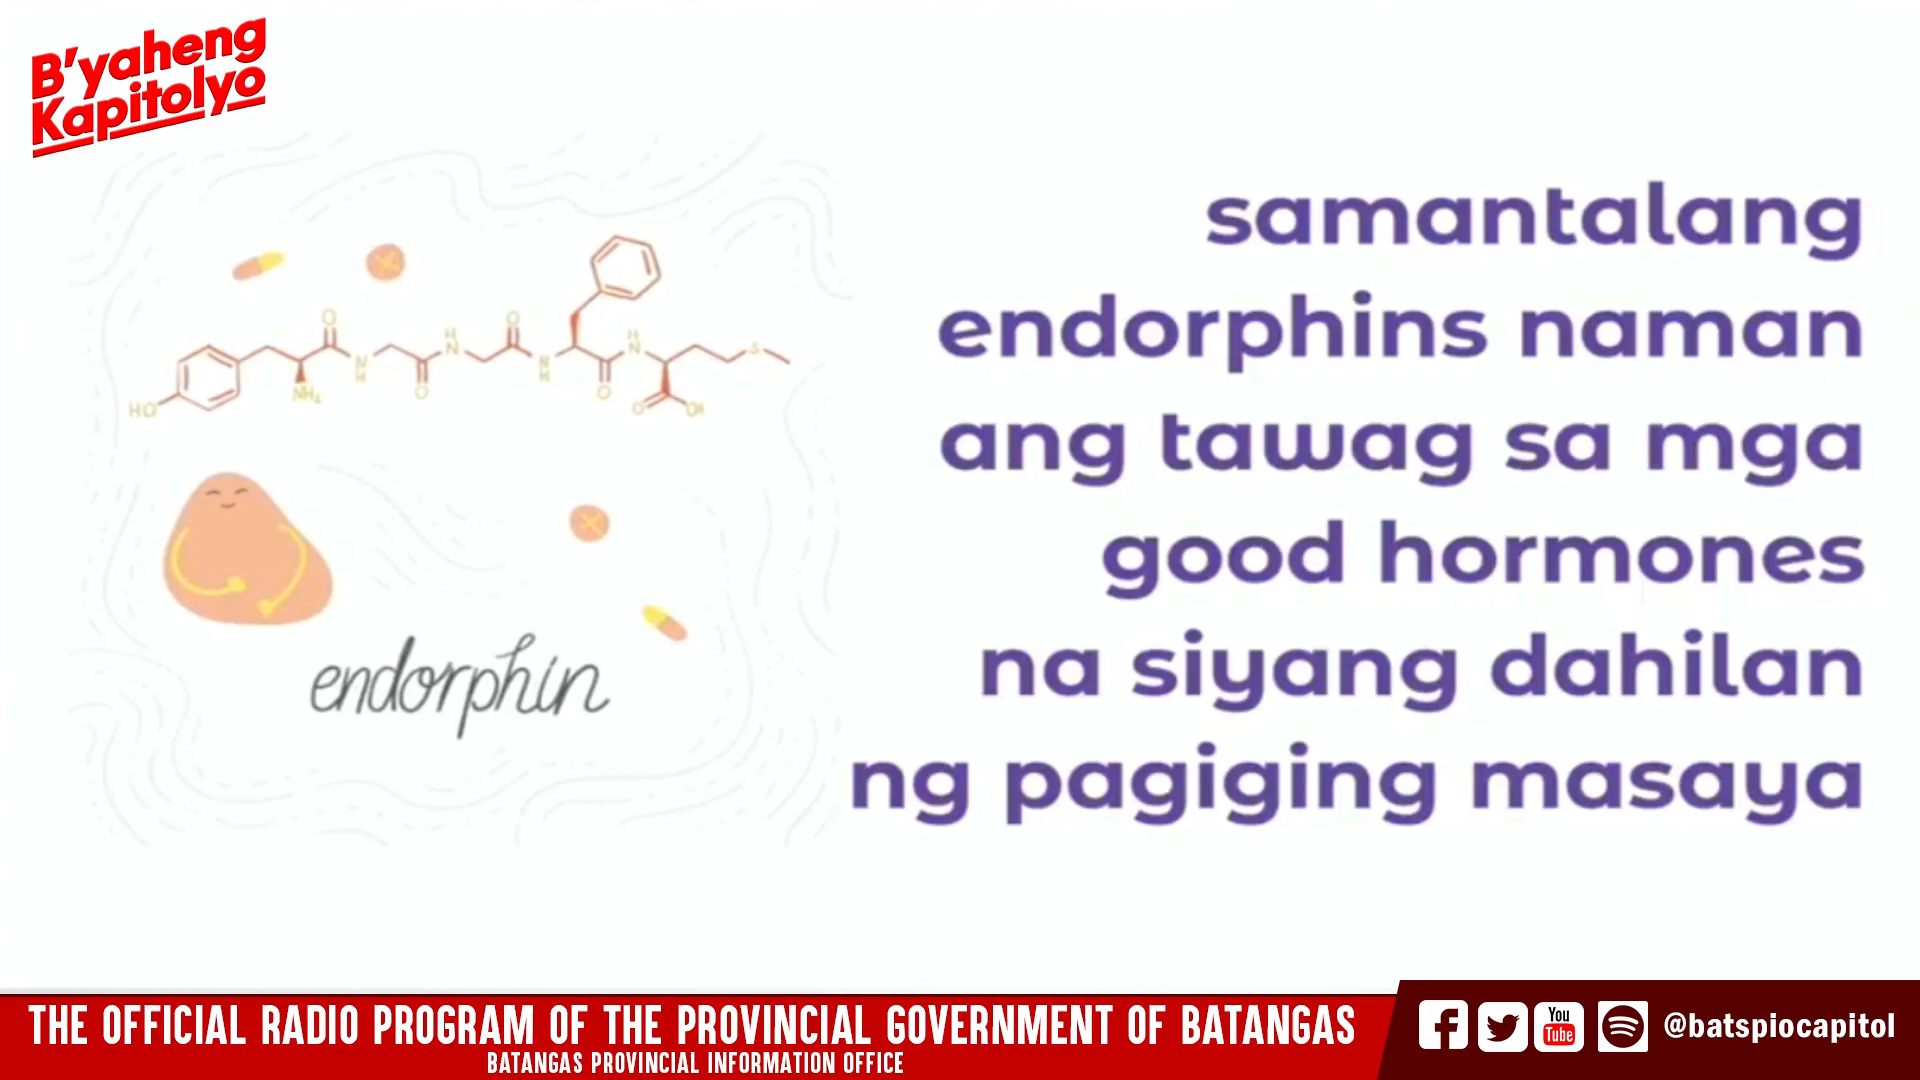 B'yaheng
Kapitolyo
samantalang
endorphins naman
ang tawag sa mga
good hormones
na siyang dahilan
ng pagiging masaya
O
H
N
O
H
N
S
HO
NH₂
N
H
O
N
H
O
O
OH
endorphin
THE OFFICIAL RADIO PROGRAM OF THE PROVINCIAL GOVERNMENT OF BATANGAS
BATANGAS PROVINCIAL INFORMATION OFFICE
You
Tube
@batspiocapitol